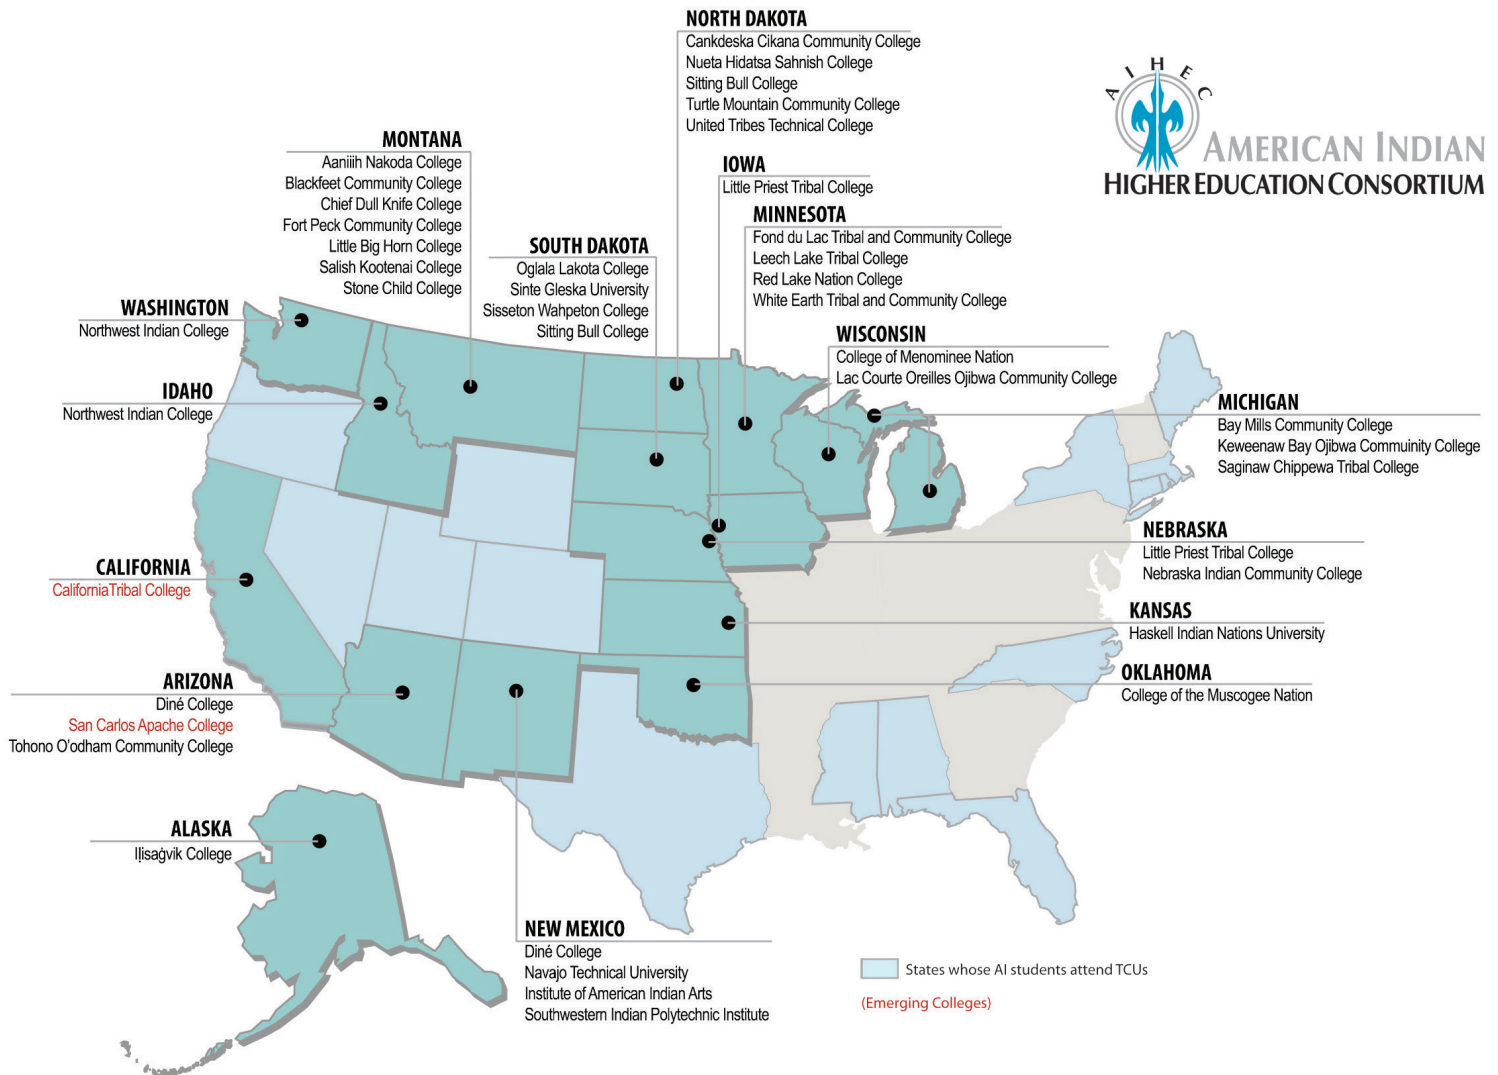 NORTH DAKOTA
Cankdeska Cikana Community College
Nueta Hidatsa Sahnish College
Sitting Bull College
Turtle Mountain Community College
United Tribes Technical College
AIHEC
AMERICAN INDIAN
HIGHER EDUCATION CONSORTIUM
MONTANA
Aaniiih Nakoda College
Blackfeet Community College
Chief Dull Knife College
Fort Peck Community College
Little Big Horn College
Salish Kootenai College
Stone Child College
IOWA
Little Priest Tribal College
MINNESOTA
Fond du Lac Tribal and Community College
Leech Lake Tribal College
Red Lake Nation College
White Earth Tribal and Community College
SOUTH DAKOTA
Oglala Lakota College
Sinte Gleska University
Sisseton Wahpeton College
Sitting Bull College
WASHINGTON
Northwest Indian College
WISCONSIN
College of Menominee Nation
Lac Courte Oreilles Ojibwa Community College
IDAHO
Northwest Indian College
MICHIGAN
Bay Mills Community College
Keweenaw Bay Ojibwa Commuinity College
Saginaw Chippewa Tribal College
NEBRASKA
Little Priest Tribal College
Nebraska Indian Community College
CALIFORNIA
CaliforniaTribal College
KANSAS
Haskell Indian Nations University
OKLAHOMA
College of the Muscogee Nation
ARIZONA
Diné College
San Carlos Apache College
Tohono O'odham Community College
ALASKA
Iḷisaġvik College
NEW MEXICO
Diné College
Navajo Technical University
Institute of American Indian Arts
Southwestern Indian Polytechnic Institute
States whose AI students attend TCUs
(Emerging Colleges)